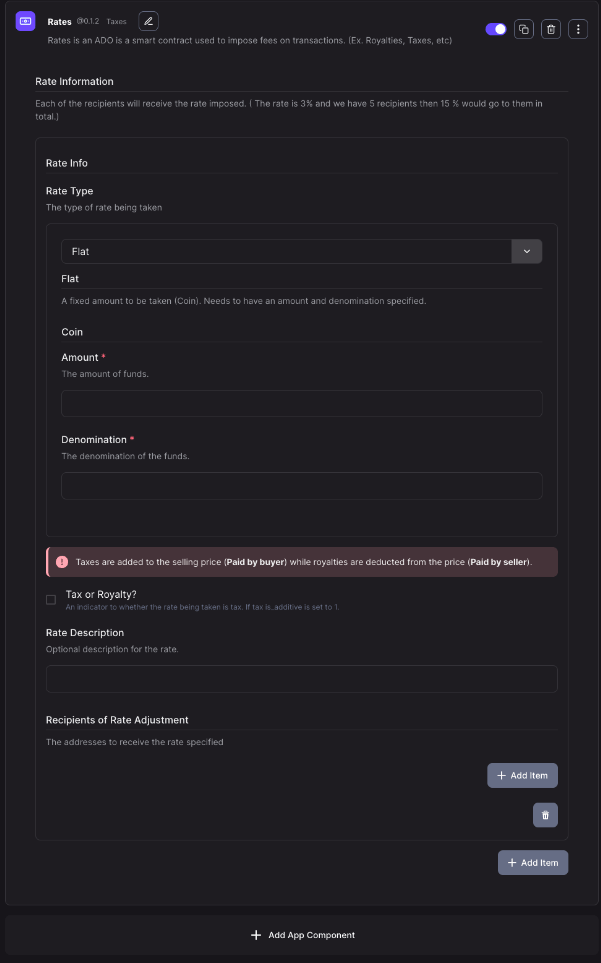 Rates @0.1.2 Taxes
Rates is an ADO is a smart contract used to impose fees on transactions. (Ex. Royalties, Taxes, etc)
Rate Information
Each of the recipients will receive the rate imposed. ( The rate is 3% and we have 5 recipients then 15 % would go to them in
total.)
Rate Info
Rate Type
The type of rate being taken
Flat
Flat
A fixed amount to be taken (Coin). Needs to have an amount and denomination specified.
Coin
Amount *
The amount of funds.
Denomination *
The denomination of the funds.
Taxes are added to the selling price (Paid by buyer) while royalties are deducted from the price (Paid by seller).
Tax or Royalty?
An indicator to whether the rate being taken is tax. If tax is_additive is set to 1.
Rate Description
Optional description for the rate.
Recipients of Rate Adjustment
The addresses to receive the rate specified
+ Add Item
+ Add Item
+ Add App Component